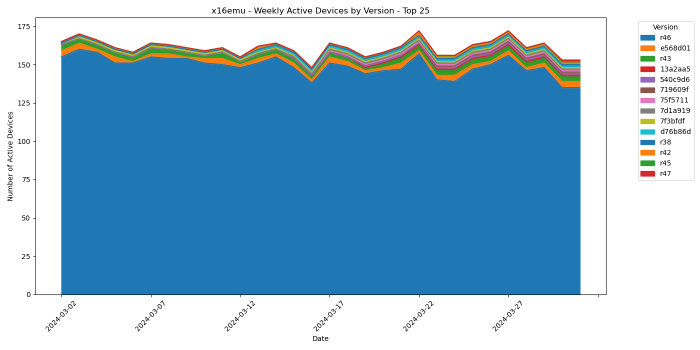 x16emu - Weekly Active Devices by Version - Top 25
Number of Active Devices
175
150
125
100
75
50
25
0
2024-03-02
2024-03-07
2024-03-12
2024-03-17
2024-03-22
2024-03-27
Date
Version
r46
e568d01
r43
13a2aa5
540c9d6
719609f
75f5711
7d1a919
7f3bfdf
d76b86d
r38
r42
r45
r47